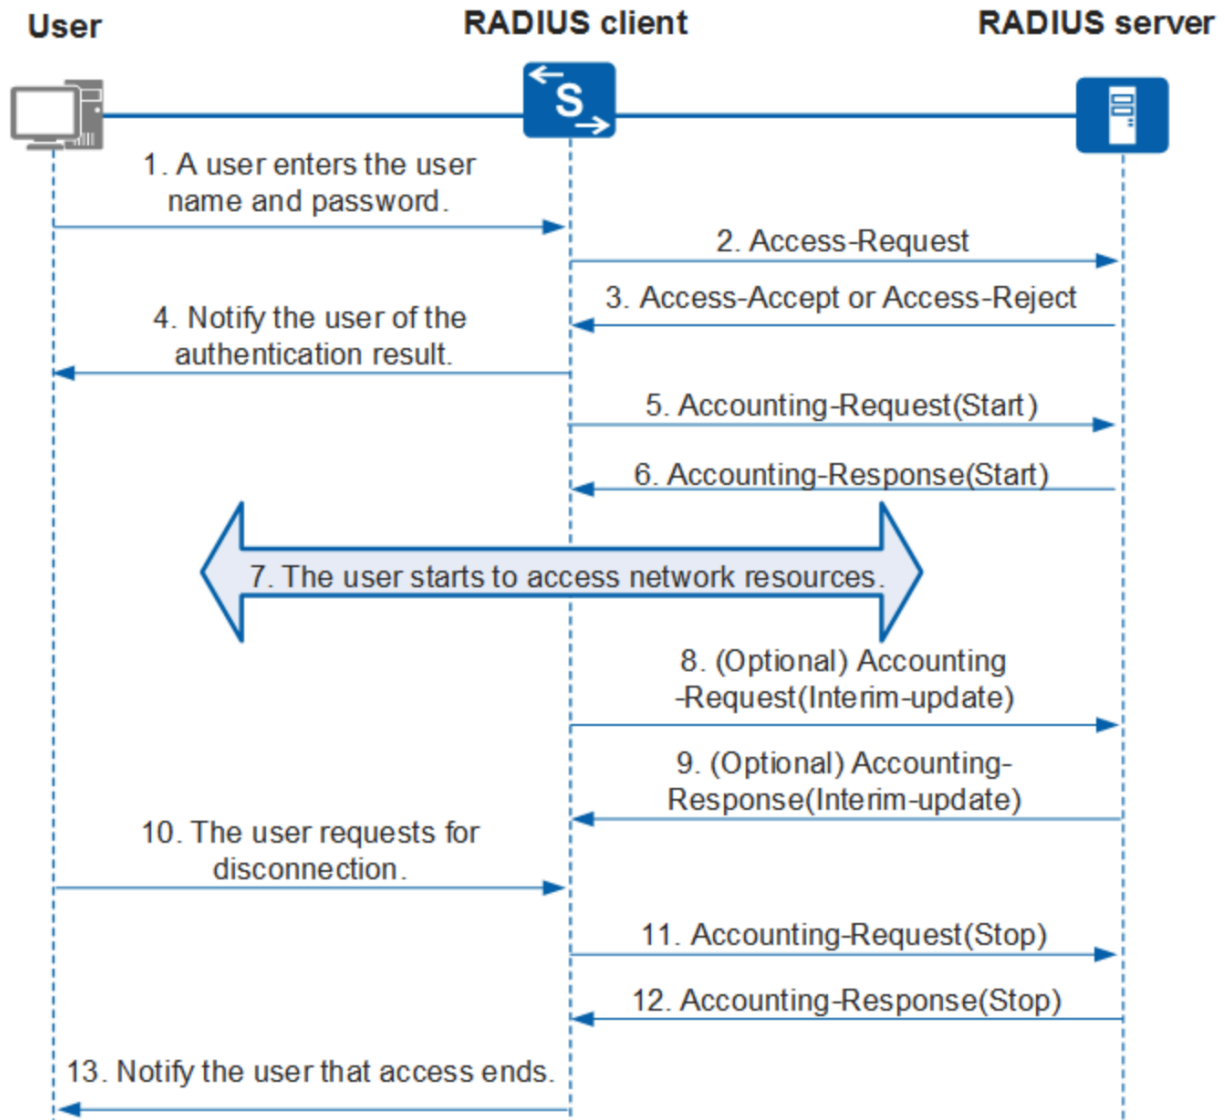 User
RADIUS client
RADIUS server
S
1. A user enters the user
name and password.
2. Access-Request
3. Access-Accept or Access-Reject
4. Notify the user of the
authentication result.
5. Accounting-Request(Start)
6. Accounting-Response(Start)
7. The user starts to access network resources.
8. (Optional) Accounting
-Request(Interim-update)
9. (Optional) Accounting-
Response(Interim-update)
10. The user requests for
disconnection.
11. Accounting-Request(Stop)
12. Accounting-Response(Stop)
13. Notify the user that access ends.